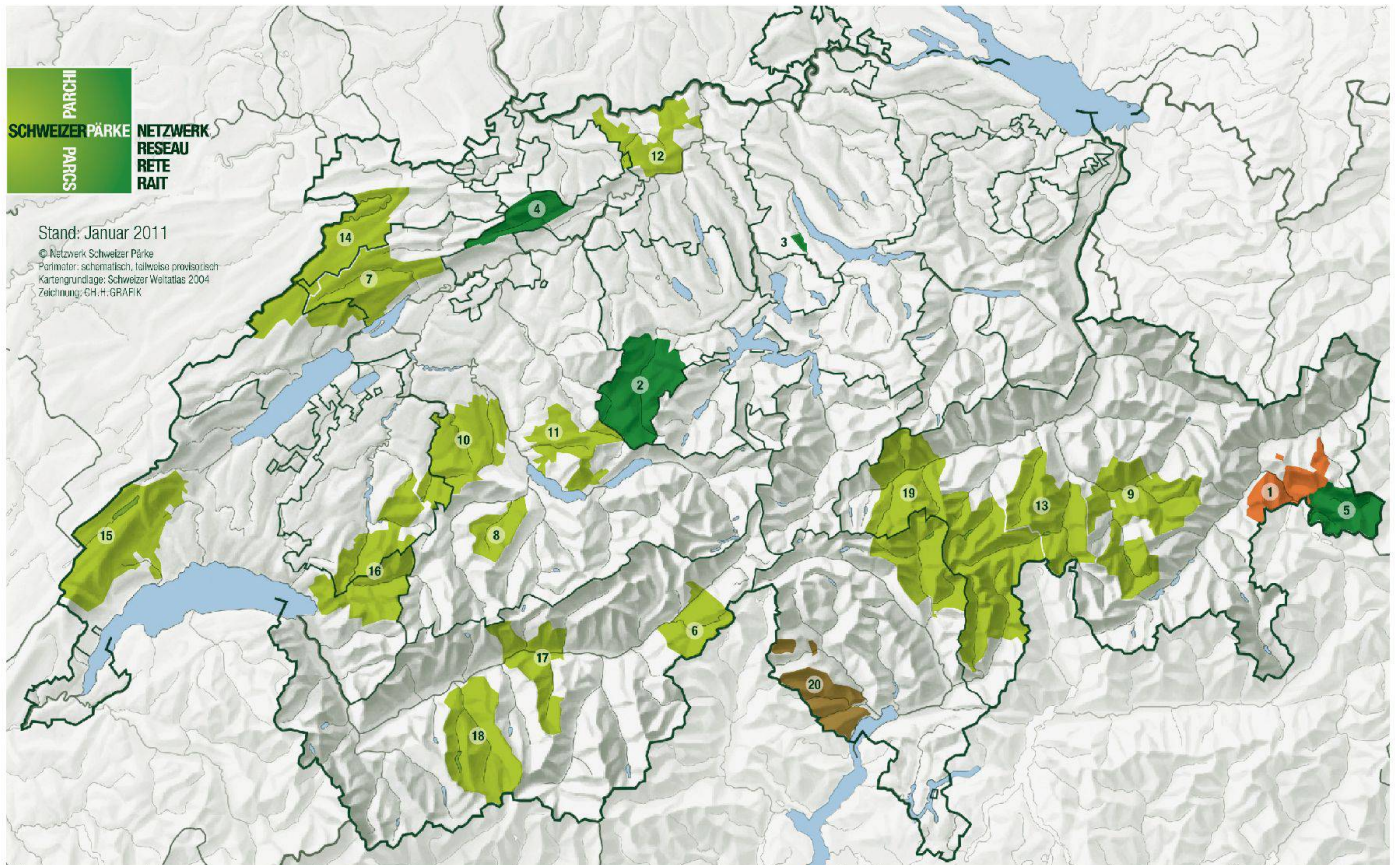 PARCHI
SCHWEIZERPÄRKE
PARCS
NETZWERK
RESEAU
RETE
RAIT
Stand: Januar 2011
© Netzwerk Schweizer Pärke
Perimeter: schematisch, teilweise provisorisch
Kartengrundlage: Schweizer Weltatlas 2004
Zeichnung: CH.H.GRAFIK
12
4
14
3
7
2
10
11
19
13
9
1
5
15
8
16
6
17
20
18